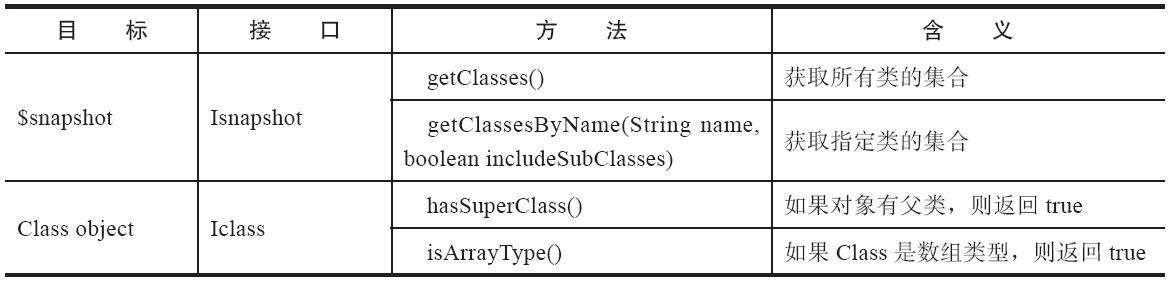 目 标 接 口 方 法 含 义
$snapshot Isnapshot getClasses() 获取所有类的集合
getClassesByName(String name,
boolean includeSubClasses) 获取指定类的集合
Class object Iclass hasSuperClass() 如果对象有父类，则返回 true
isArrayType() 如果 Class 是数组类型，则返回 true